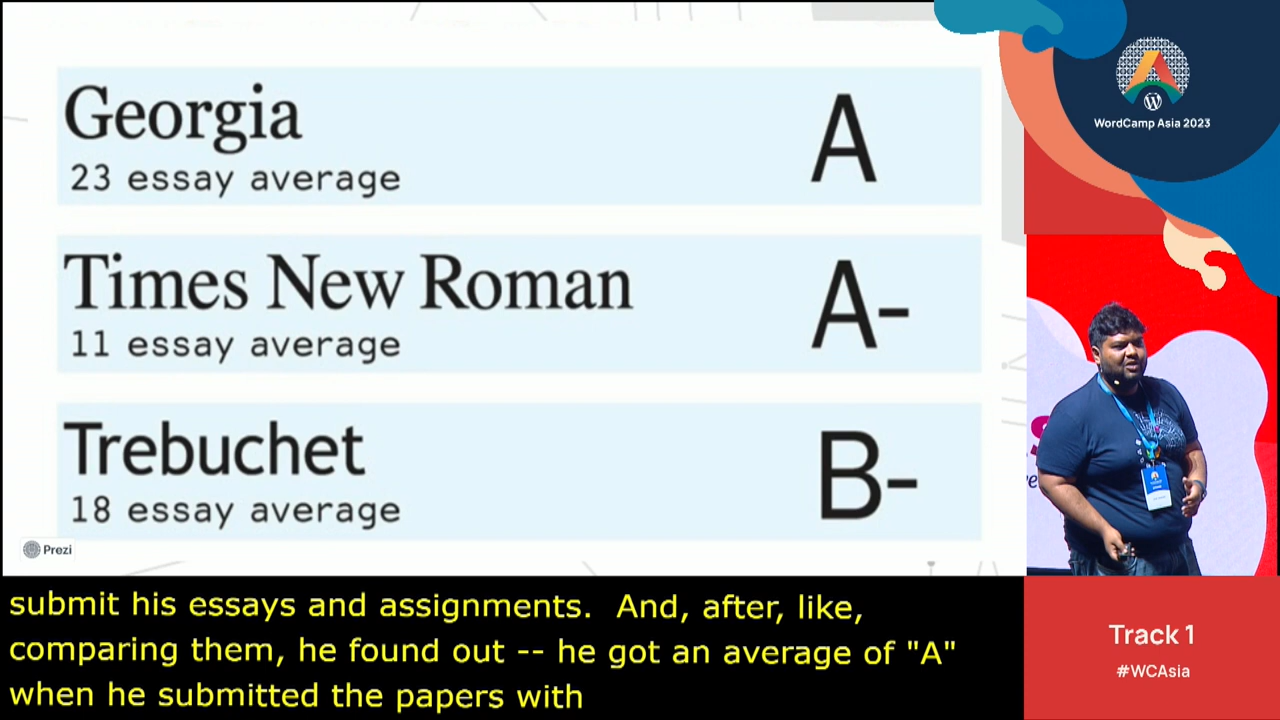 Georgia
23 essay average
A
Times New Roman
11 essay average
A-
Trebuchet
18 essay average
B-
Prezi
submit his essays and assignments.  And, after, like,
comparing them, he found out -- he got an average of "A"
when he submitted the papers with
WordCamp Asia 2023
Track 1
#WCAsia